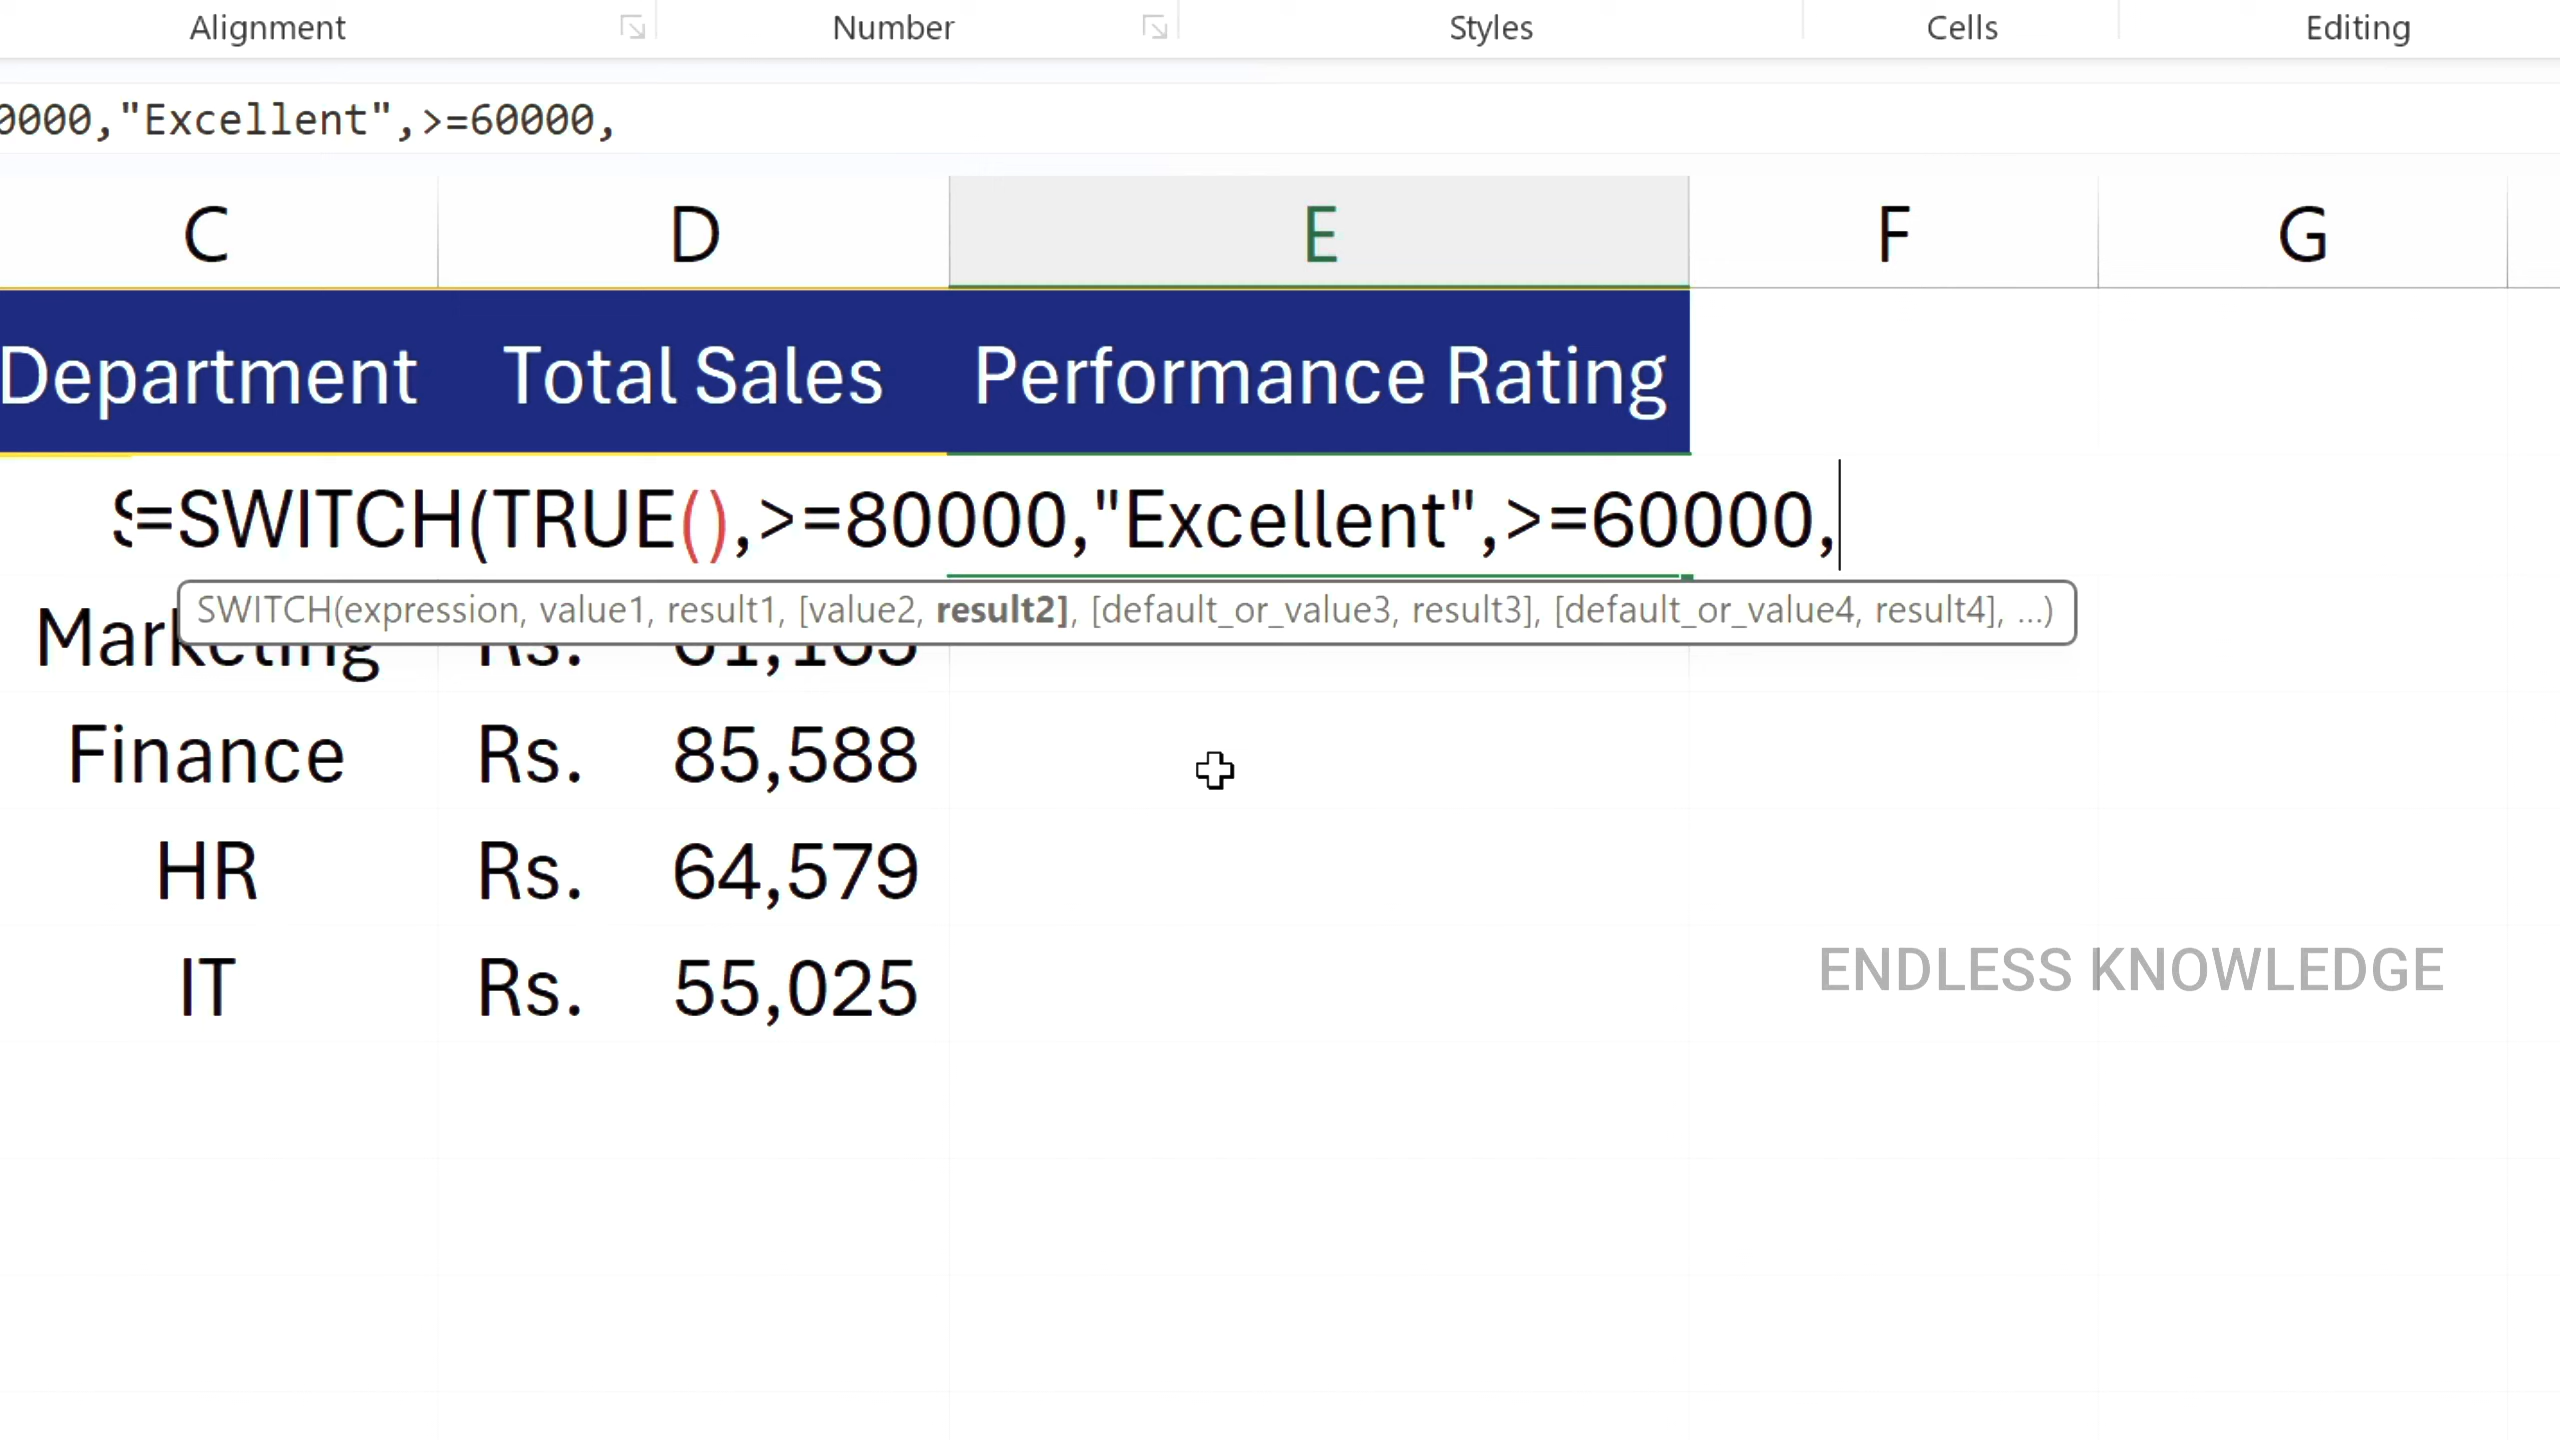 Alignment Number Styles Cells Editing
0000,"Excellent",>=60000,
C D E F G
Department Total Sales Performance Rating
=SWITCH(TRUE(),>=80000,"Excellent",>=60000,
SWITCH(expression, value1, result1, [value2, result2], [default_or_value3, result3], [default_or_value4, result4], ...)
Marketing Rs.
Finance Rs. 85,588
HR Rs. 64,579
IT Rs. 55,025
ENDLESS KNOWLEDGE